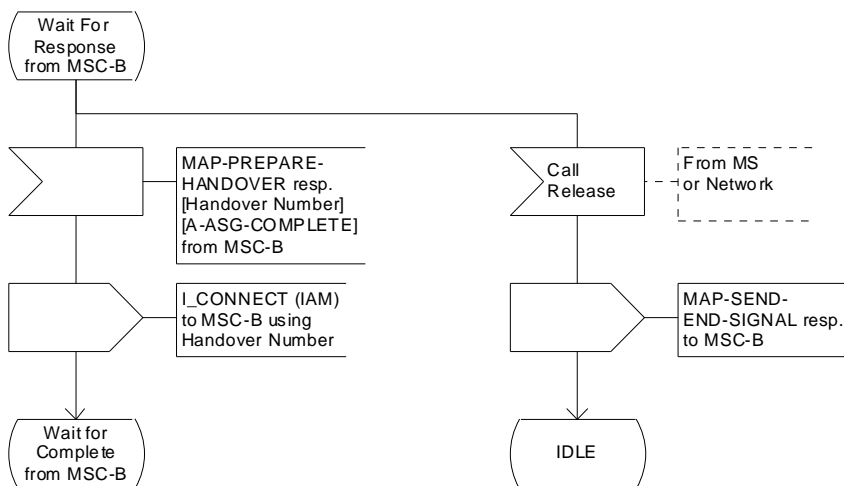 Wait For
Response
from MSC-B
MAP-PREPARE-
HANDOVER resp.
[Handover Number]
[A-ASG-COMPLETE]
from MSC-B
Call
Release
From MS
or Network
I_CONNECT (IAM)
to MSC-B using
Handover Number
MAP-SEND-
END-SIGNAL resp.
to MSC-B
Wait for
Complete
from MSC-B
IDLE